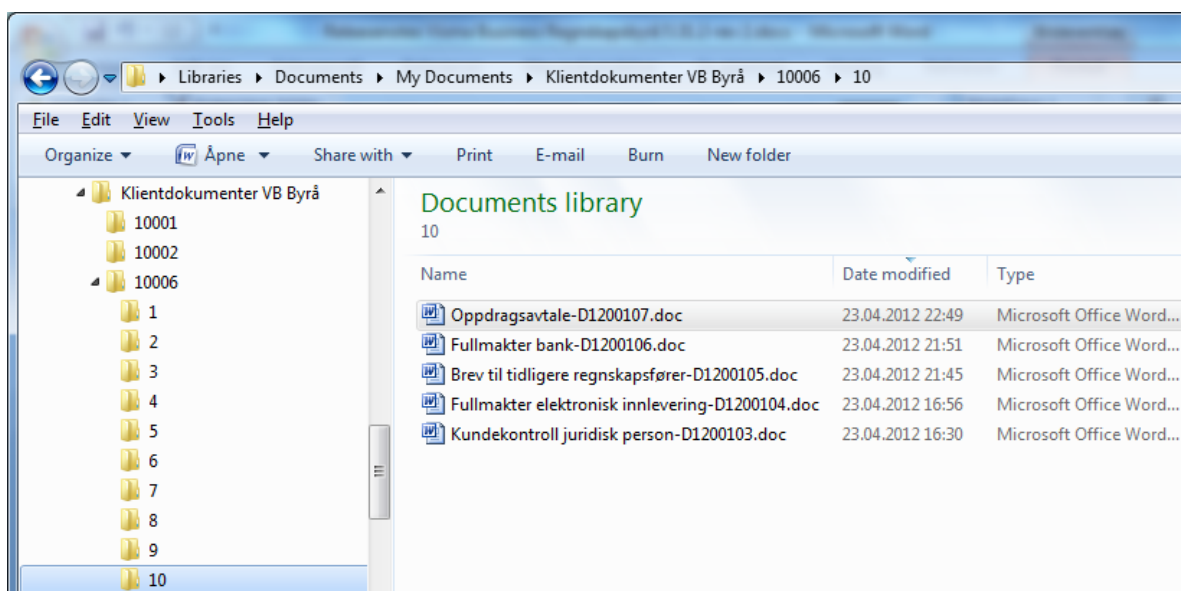 Libraries ▸ Documents ▸ My Documents ▸ Klientdokumenter VB Byrå ▸ 10006 ▸ 10
File Edit View Tools Help
Organize Åpne Share with Print E-mail Burn New folder
Klientdokumenter VB Byrå
10001
10002
10006
1
2
3
4
5
6
7
8
9
10
Documents library
10
Name Date modified Type
Oppdragsavtale-D1200107.doc 23.04.2012 22:49 Microsoft Office Word...
Fullmakter bank-D1200106.doc 23.04.2012 21:51 Microsoft Office Word...
Brev til tidligere regnskapsfører-D1200105.doc 23.04.2012 21:45 Microsoft Office Word...
Fullmakter elektronisk innlevering-D1200104.doc 23.04.2012 16:56 Microsoft Office Word...
Kundekontroll juridisk person-D1200103.doc 23.04.2012 16:30 Microsoft Office Word...